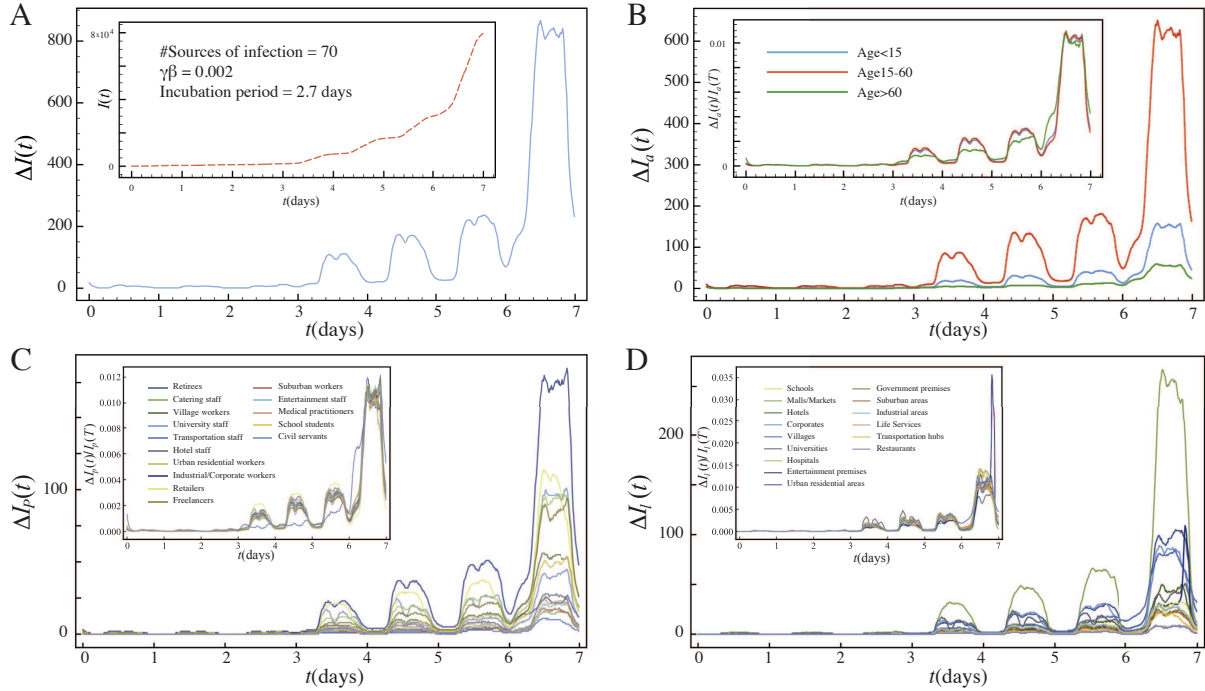 A
800
600
400
200
0
ΔI(t)
0 1 2 3 4 5 6 7
t(days)
8×10⁴
0
I(t)
#Sources of infection = 70
γβ = 0.002
Incubation period = 2.7 days
0 1 2 3 4 5 6 7
t(days)
B
600
500
400
300
200
100
0
ΔIₐ(t)
0 1 2 3 4 5 6 7
t(days)
0.01
0
ΔIₐ(t)/Iₐ(T)
Age<15
Age15-60
Age>60
0 1 2 3 4 5 6 7
t(days)
C
100
0
ΔIₚ(t)
0 1 2 3 4 5 6 7
t(days)
0.012
0.010
0.008
0.006
0.004
0.002
0.000
ΔIₚ(t)/Iₚ(T)
Retirees
Catering staff
Village workers
University staff
Transportation staff
Hotel staff
Urban residential workers
Industrial/Corporate workers
Retailers
Freelancers
Suburban workers
Entertainment staff
Medical practitioners
School students
Civil servants
0 1 2 3 4 5 6 7
t(days)
D
200
100
0
ΔIₗ(t)
0 1 2 3 4 5 6 7
t(days)
0.035
0.030
0.025
0.020
0.015
0.010
0.005
0.000
ΔIₗ(t)/Iₗ(T)
Schools
Malls/Markets
Hotels
Corporates
Villages
Universities
Hospitals
Entertainment premises
Urban residential areas
Government premises
Suburban areas
Industrial areas
Life Services
Transportation hubs
Restaurants
0 1 2 3 4 5 6 7
t(days)